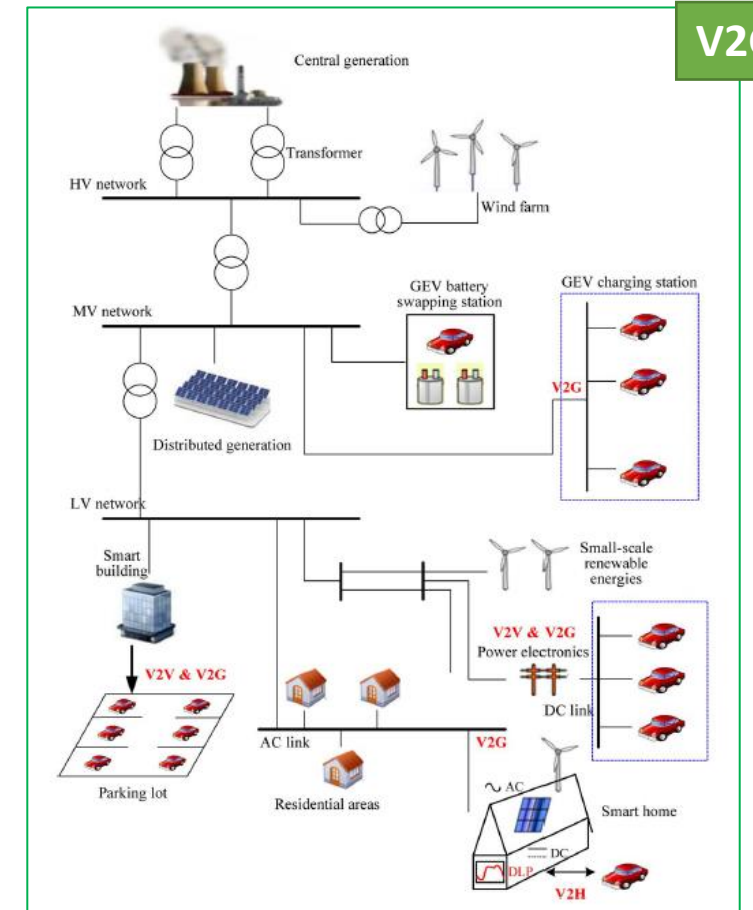 V2G
Central generation
Transformer
HV network
Wind farm
GEV battery
swapping station
GEV charging station
MV network
V2G
Distributed generation
LV network
Smart
building
Small-scale
renewable
energies
V2V & V2G
Power electronics
V2V & V2G
DC link
AC link
V2G
Parking lot
Residential areas
AC
Smart home
DC
DLP
V2H